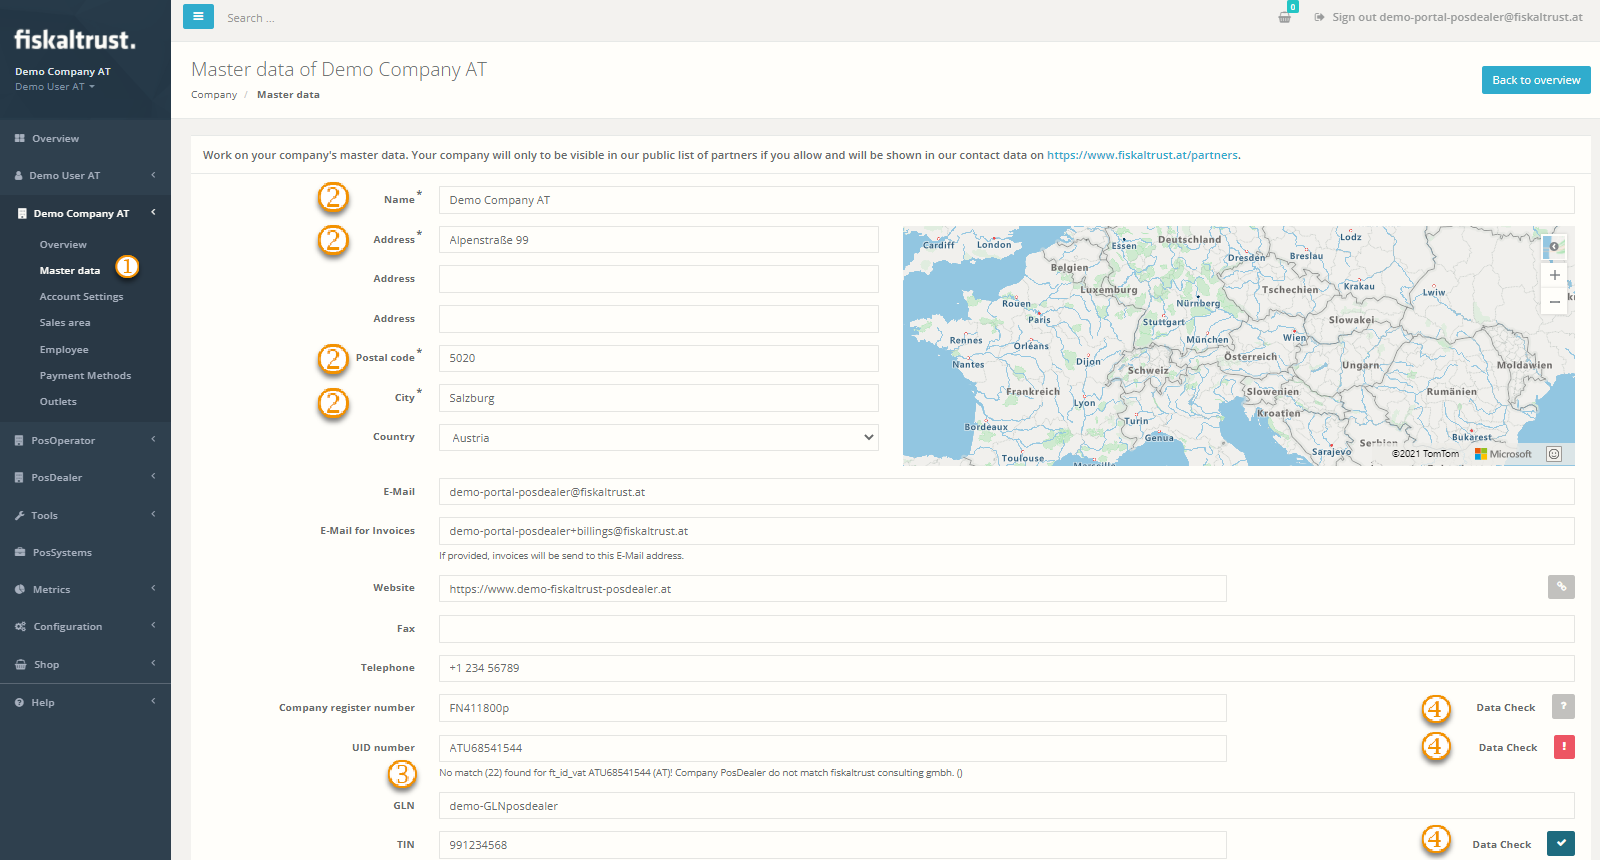 fiskaltrust.
Demo Company AT
Demo User AT
Search ...
0
Sign out demo-portal-posdealer@fiskaltrust.at
Master data of Demo Company AT
Company / Master data
Back to overview
Overview
Demo User AT
Demo Company AT
Overview
Master data
1
Account Settings
Sales area
Employee
Payment Methods
Outlets
PosOperator
PosDealer
Tools
PosSystems
Metrics
Configuration
Shop
Help
Work on your company's master data. Your company will only to be visible in our public list of partners if you allow and will be shown in our contact data on https://www.fiskaltrust.at/partners.
2 Name* Demo Company AT
2 Address* Alpenstraße 99
Address
Address
2 Postal code* 5020
2 City* Salzburg
Country Austria
Cardiff London Essen Deutschland Lodz
Dresden Breslau
Belgien
Luxemburg Tschechien Krakau Lwiw
Rouen Nürnberg
Paris Stuttgart Slowakei
Rennes Orléans München Wien
Nantes Dijon Österreich
Schweiz Ungarn Moldawien
Frankreich Slowenien Rumänien
Lyon Kroatien
Bordeaux Turin
Genua Serbien Bukarest
Toulouse Marseille Sarajevo ©2021 TomTom Microsoft
+
−
E-Mail demo-portal-posdealer@fiskaltrust.at
E-Mail for Invoices demo-portal-posdealer+billings@fiskaltrust.at
If provided, invoices will be send to this E-Mail address.
Website https://www.demo-fiskaltrust-posdealer.at
Fax
Telephone +1 234 56789
Company register number FN411800p 4 Data Check ?
UID number ATU68541544 4 Data Check !
3 No match (22) found for ft_id_vat ATU68541544 (AT)! Company PosDealer do not match fiskaltrust consulting gmbh. ()
GLN demo-GLNposdealer
TIN 991234568 4 Data Check